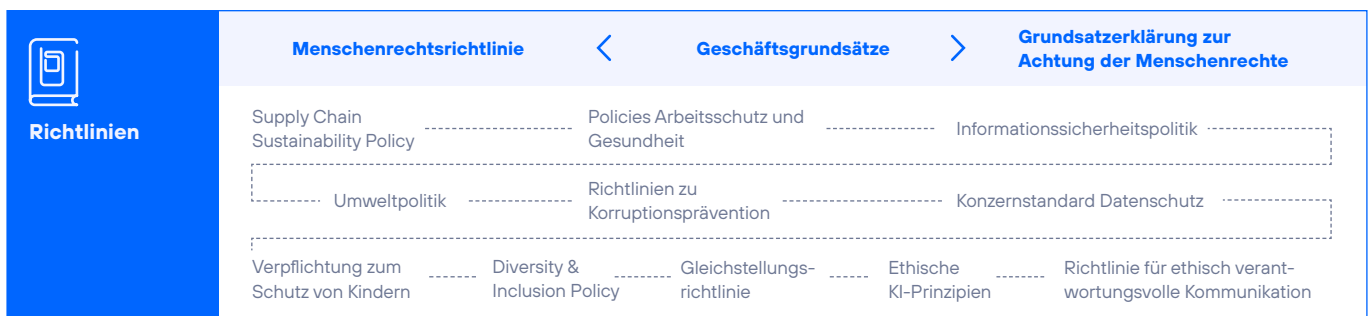 Richtlinien
Menschenrechtsrichtlinie
Geschäftsgrundsätze
Grundsatzerklärung zur
Achtung der Menschenrechte
Supply Chain
Sustainability Policy
Policies Arbeitsschutz und
Gesundheit
Informationssicherheitspolitik
Umweltpolitik
Richtlinien zu
Korruptionsprävention
Konzernstandard Datenschutz
Verpflichtung zum
Schutz von Kindern
Diversity &
Inclusion Policy
Gleichstellungs-
richtlinie
Ethische
KI-Prinzipien
Richtlinie für ethisch verant-
wortungsvolle Kommunikation